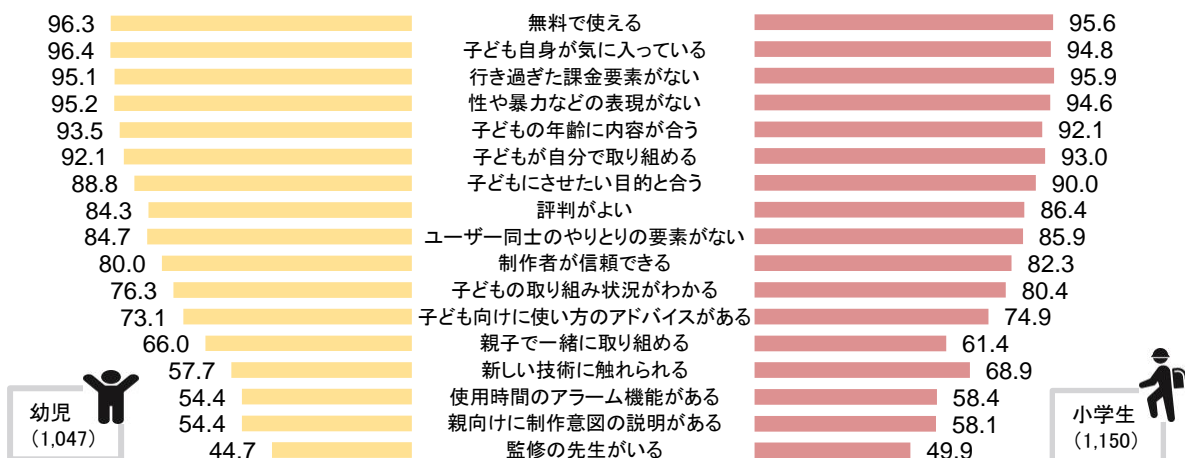 96.3 無料で使える 95.6
96.4 子ども自身が気に入っている 94.8
95.1 行き過ぎた課金要素がない 95.9
95.2 性や暴力などの表現がない 94.6
93.5 子どもの年齢に内容が合う 92.1
92.1 子どもが自分で取り組める 93.0
88.8 子どもにさせたい目的と合う 90.0
84.3 評判がよい 86.4
84.7 ユーザー同士のやりとりの要素がない 85.9
80.0 制作者が信頼できる 82.3
76.3 子どもの取り組み状況がわかる 80.4
73.1 子ども向けに使い方のアドバイスがある 74.9
66.0 親子で一緒に取り組める 61.4
57.7 新しい技術に触れられる 68.9
54.4 使用時間のアラーム機能がある 58.4
54.4 親向けに制作意図の説明がある 58.1
44.7 監修の先生がいる 49.9
幼児
(1,047)
小学生
(1,150)